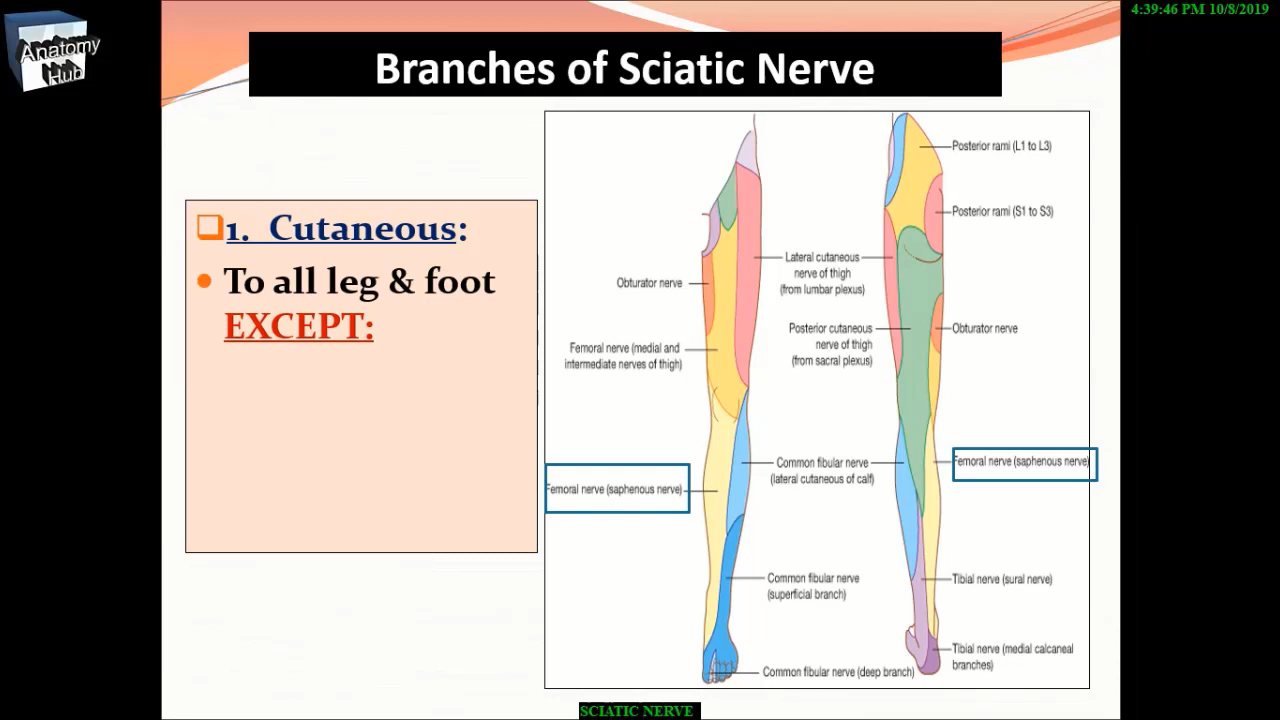 Anatomy
Hub
4:39:46 PM 10/8/2019
Branches of Sciatic Nerve
1. Cutaneous:
To all leg & foot
EXCEPT:
Posterior rami (L1 to L3)
Posterior rami (S1 to S3)
Lateral cutaneous
nerve of thigh
(from lumbar plexus)
Obturator nerve
Posterior cutaneous
nerve of thigh
(from sacral plexus)
Obturator nerve
Femoral nerve (medial and
intermediate nerves of thigh)
Common fibular nerve
(lateral cutaneous of calf)
Femoral nerve (saphenous nerve)
Femoral nerve (saphenous nerve)
Common fibular nerve
(superficial branch)
Tibial nerve (sural nerve)
Tibial nerve (medial calcaneal
branches)
Common fibular nerve (deep branch)
SCIATIC NERVE